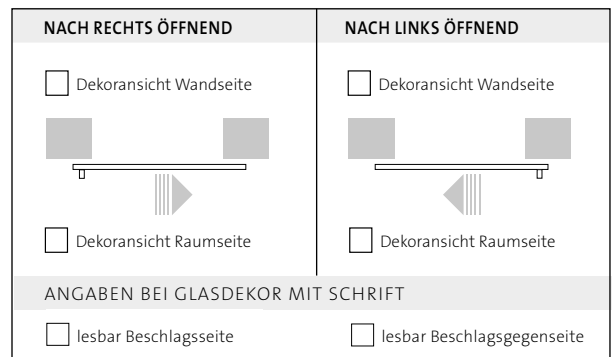 NACH RECHTS ÖFFNEND
NACH LINKS ÖFFNEND
Dekoransicht Wandseite
Dekoransicht Wandseite
Dekoransicht Raumseite
Dekoransicht Raumseite
ANGABEN BEI GLASDEKOR MIT SCHRIFT
lesbar Beschlagsseite
lesbar Beschlagsgegenseite